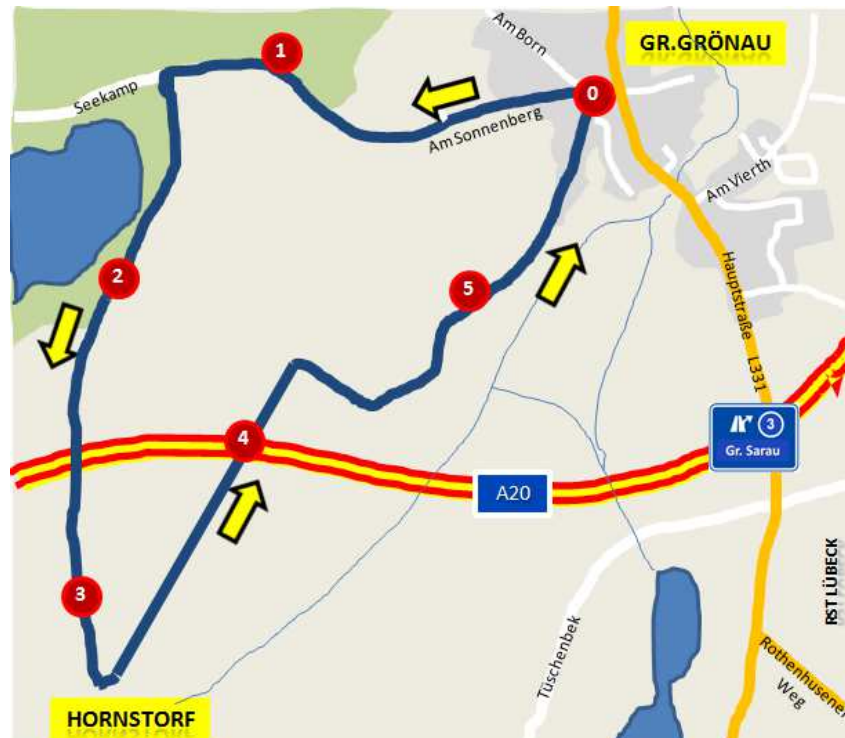 Am Born
GR.GRÖNAU
1
0
Seekamp
Am Sonnenberg
Am Vierth
2
5
Hauptstraße
L331
4
3
Gr. Sarau
A20
3
RST LÜBECK
Tüschenbek
Rothenhusener
Weg
HORNSTORF